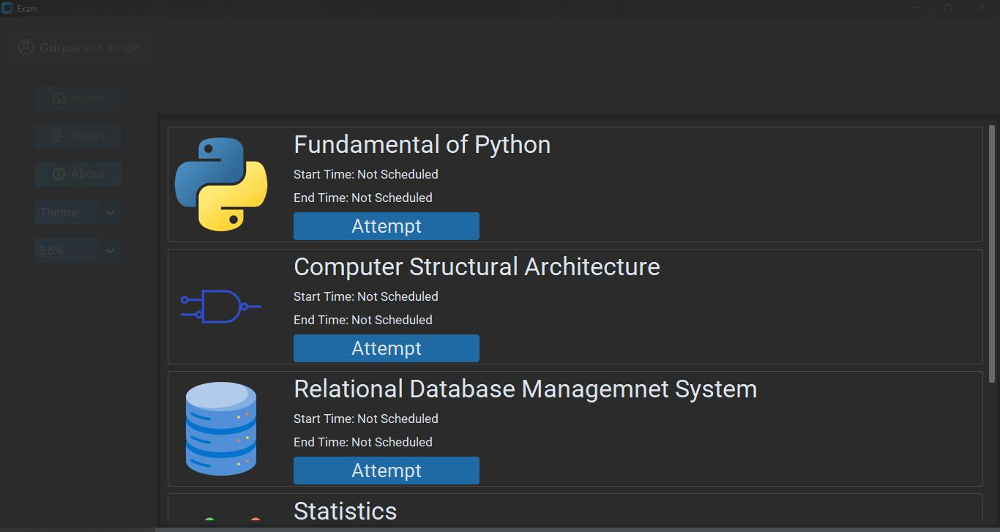 Exam
Gurparvez singh
Home
Result
About
Theme
85%
Fundamental of Python
Start Time: Not Scheduled
End Time: Not Scheduled
Attempt
Computer Structural Architecture
Start Time: Not Scheduled
End Time: Not Scheduled
Attempt
Relational Database Managemnet System
Start Time: Not Scheduled
End Time: Not Scheduled
Attempt
Statistics